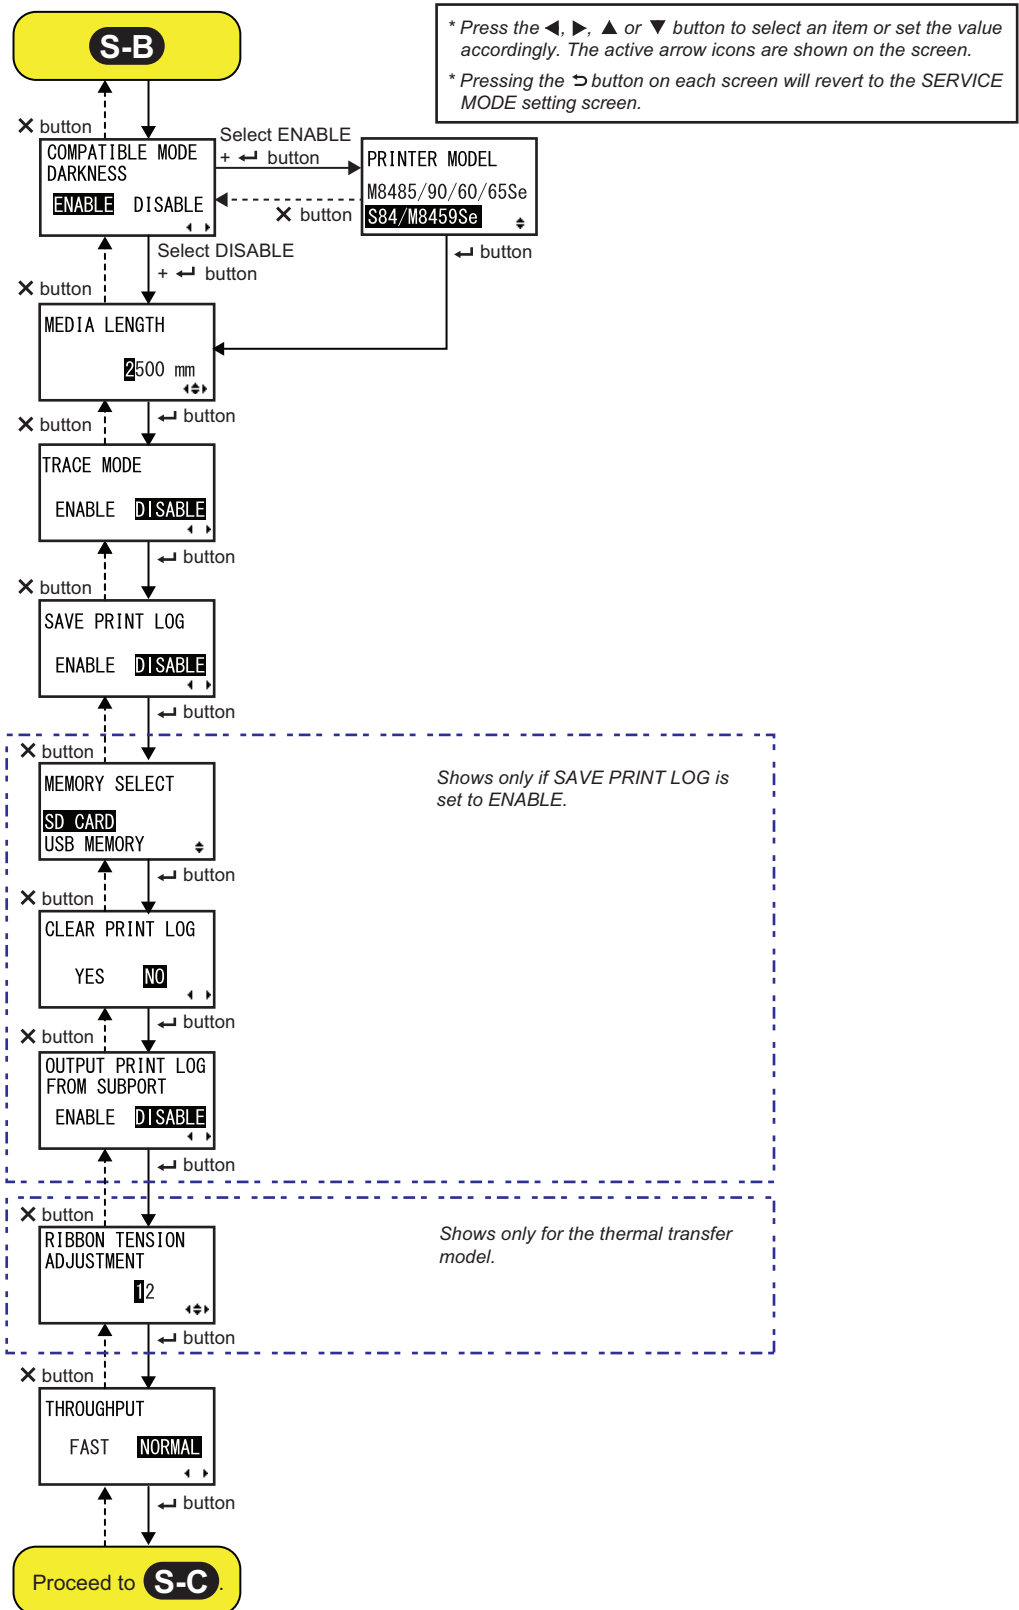 S-B
* Press the ◀, ▶, ▲ or ▼ button to select an item or set the value
accordingly. The active arrow icons are shown on the screen.
* Pressing the ⮌ button on each screen will revert to the SERVICE
MODE setting screen.
✕ button
COMPATIBLE MODE
DARKNESS
ENABLE DISABLE
Select ENABLE
+ ↵ button
✕ button
PRINTER MODEL
M8485/90/60/65Se
S84/M8459Se
↵ button
Select DISABLE
+ ↵ button
✕ button
MEDIA LENGTH
2500 mm
↵ button
✕ button
TRACE MODE
ENABLE DISABLE
↵ button
✕ button
SAVE PRINT LOG
ENABLE DISABLE
↵ button
✕ button
MEMORY SELECT
SD CARD
USB MEMORY
Shows only if SAVE PRINT LOG is
set to ENABLE.
↵ button
✕ button
CLEAR PRINT LOG
YES NO
↵ button
✕ button
OUTPUT PRINT LOG
FROM SUBPORT
ENABLE DISABLE
↵ button
✕ button
RIBBON TENSION
ADJUSTMENT
12
Shows only for the thermal transfer
model.
↵ button
✕ button
THROUGHPUT
FAST NORMAL
↵ button
Proceed to S-C.